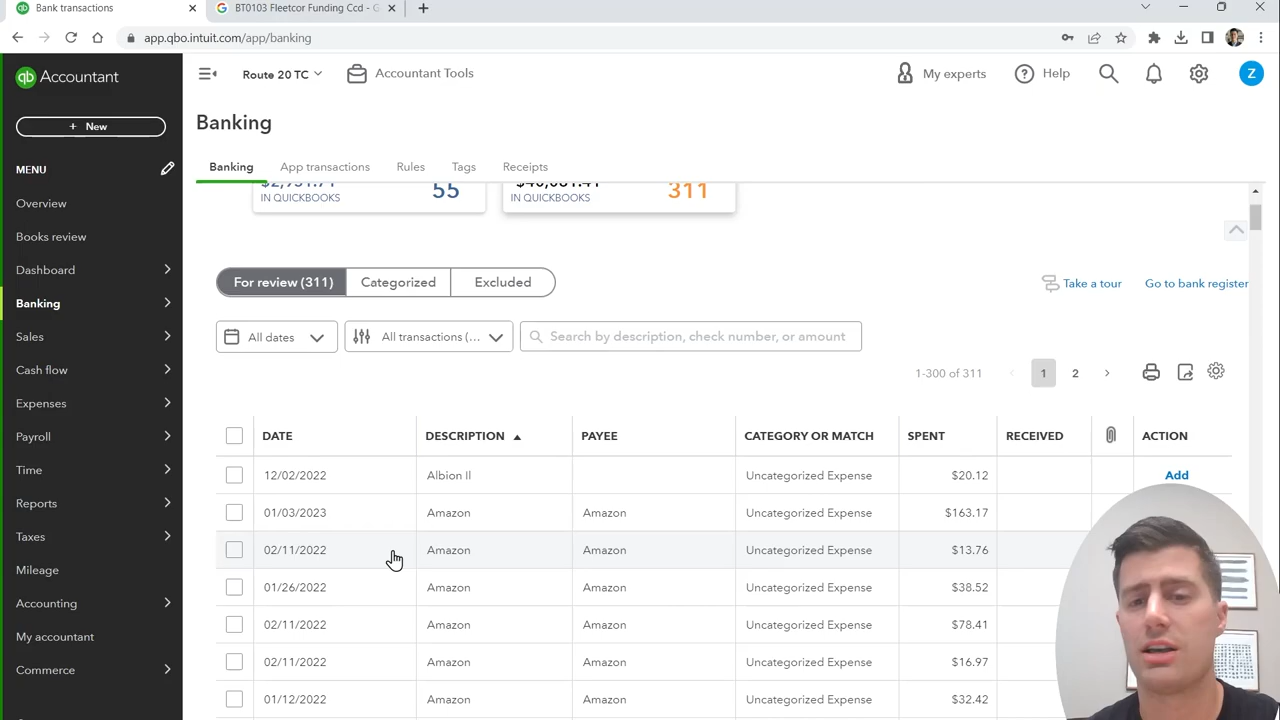 Bank transactions
BT0103 Fleetcor Funding Ccd - G
app.qbo.intuit.com/app/banking
qb Accountant
Route 20 TC
Accountant Tools
My experts
Help
Z
+ New
MENU
Overview
Books review
Dashboard
Banking
Sales
Cash flow
Expenses
Payroll
Time
Reports
Taxes
Mileage
Accounting
My accountant
Commerce
Banking
Banking App transactions Rules Tags Receipts
55
IN QUICKBOOKS
311
IN QUICKBOOKS
For review (311) Categorized Excluded
Take a tour Go to bank register
All dates All transactions (... Search by description, check number, or amount
1-300 of 311 1 2
DATE DESCRIPTION PAYEE CATEGORY OR MATCH SPENT RECEIVED ACTION
12/02/2022 Albion Il Uncategorized Expense $20.12 Add
01/03/2023 Amazon Amazon Uncategorized Expense $163.17
02/11/2022 Amazon Amazon Uncategorized Expense $13.76
01/26/2022 Amazon Amazon Uncategorized Expense $38.52
02/11/2022 Amazon Amazon Uncategorized Expense $78.41
02/11/2022 Amazon Amazon Uncategorized Expense
01/12/2022 Amazon Amazon Uncategorized Expense $32.42